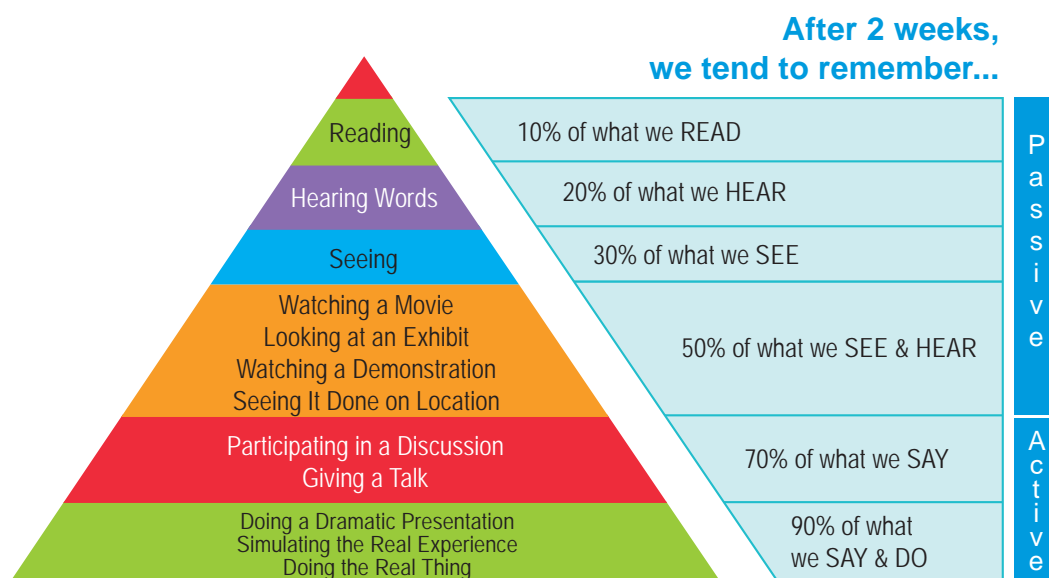 After 2 weeks,
we tend to remember...
Reading
10% of what we READ
Hearing Words
20% of what we HEAR
Seeing
30% of what we SEE
Watching a Movie
Looking at an Exhibit
Watching a Demonstration
Seeing It Done on Location
50% of what we SEE & HEAR
Passive
Participating in a Discussion
Giving a Talk
70% of what we SAY
Doing a Dramatic Presentation
Simulating the Real Experience
Doing the Real Thing
90% of what
we SAY & DO
Active